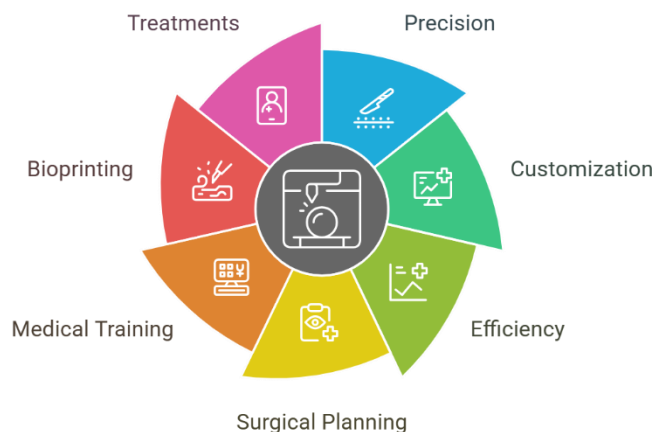 Treatments
Precision
Bioprinting
Customization
Medical Training
Efficiency
Surgical Planning